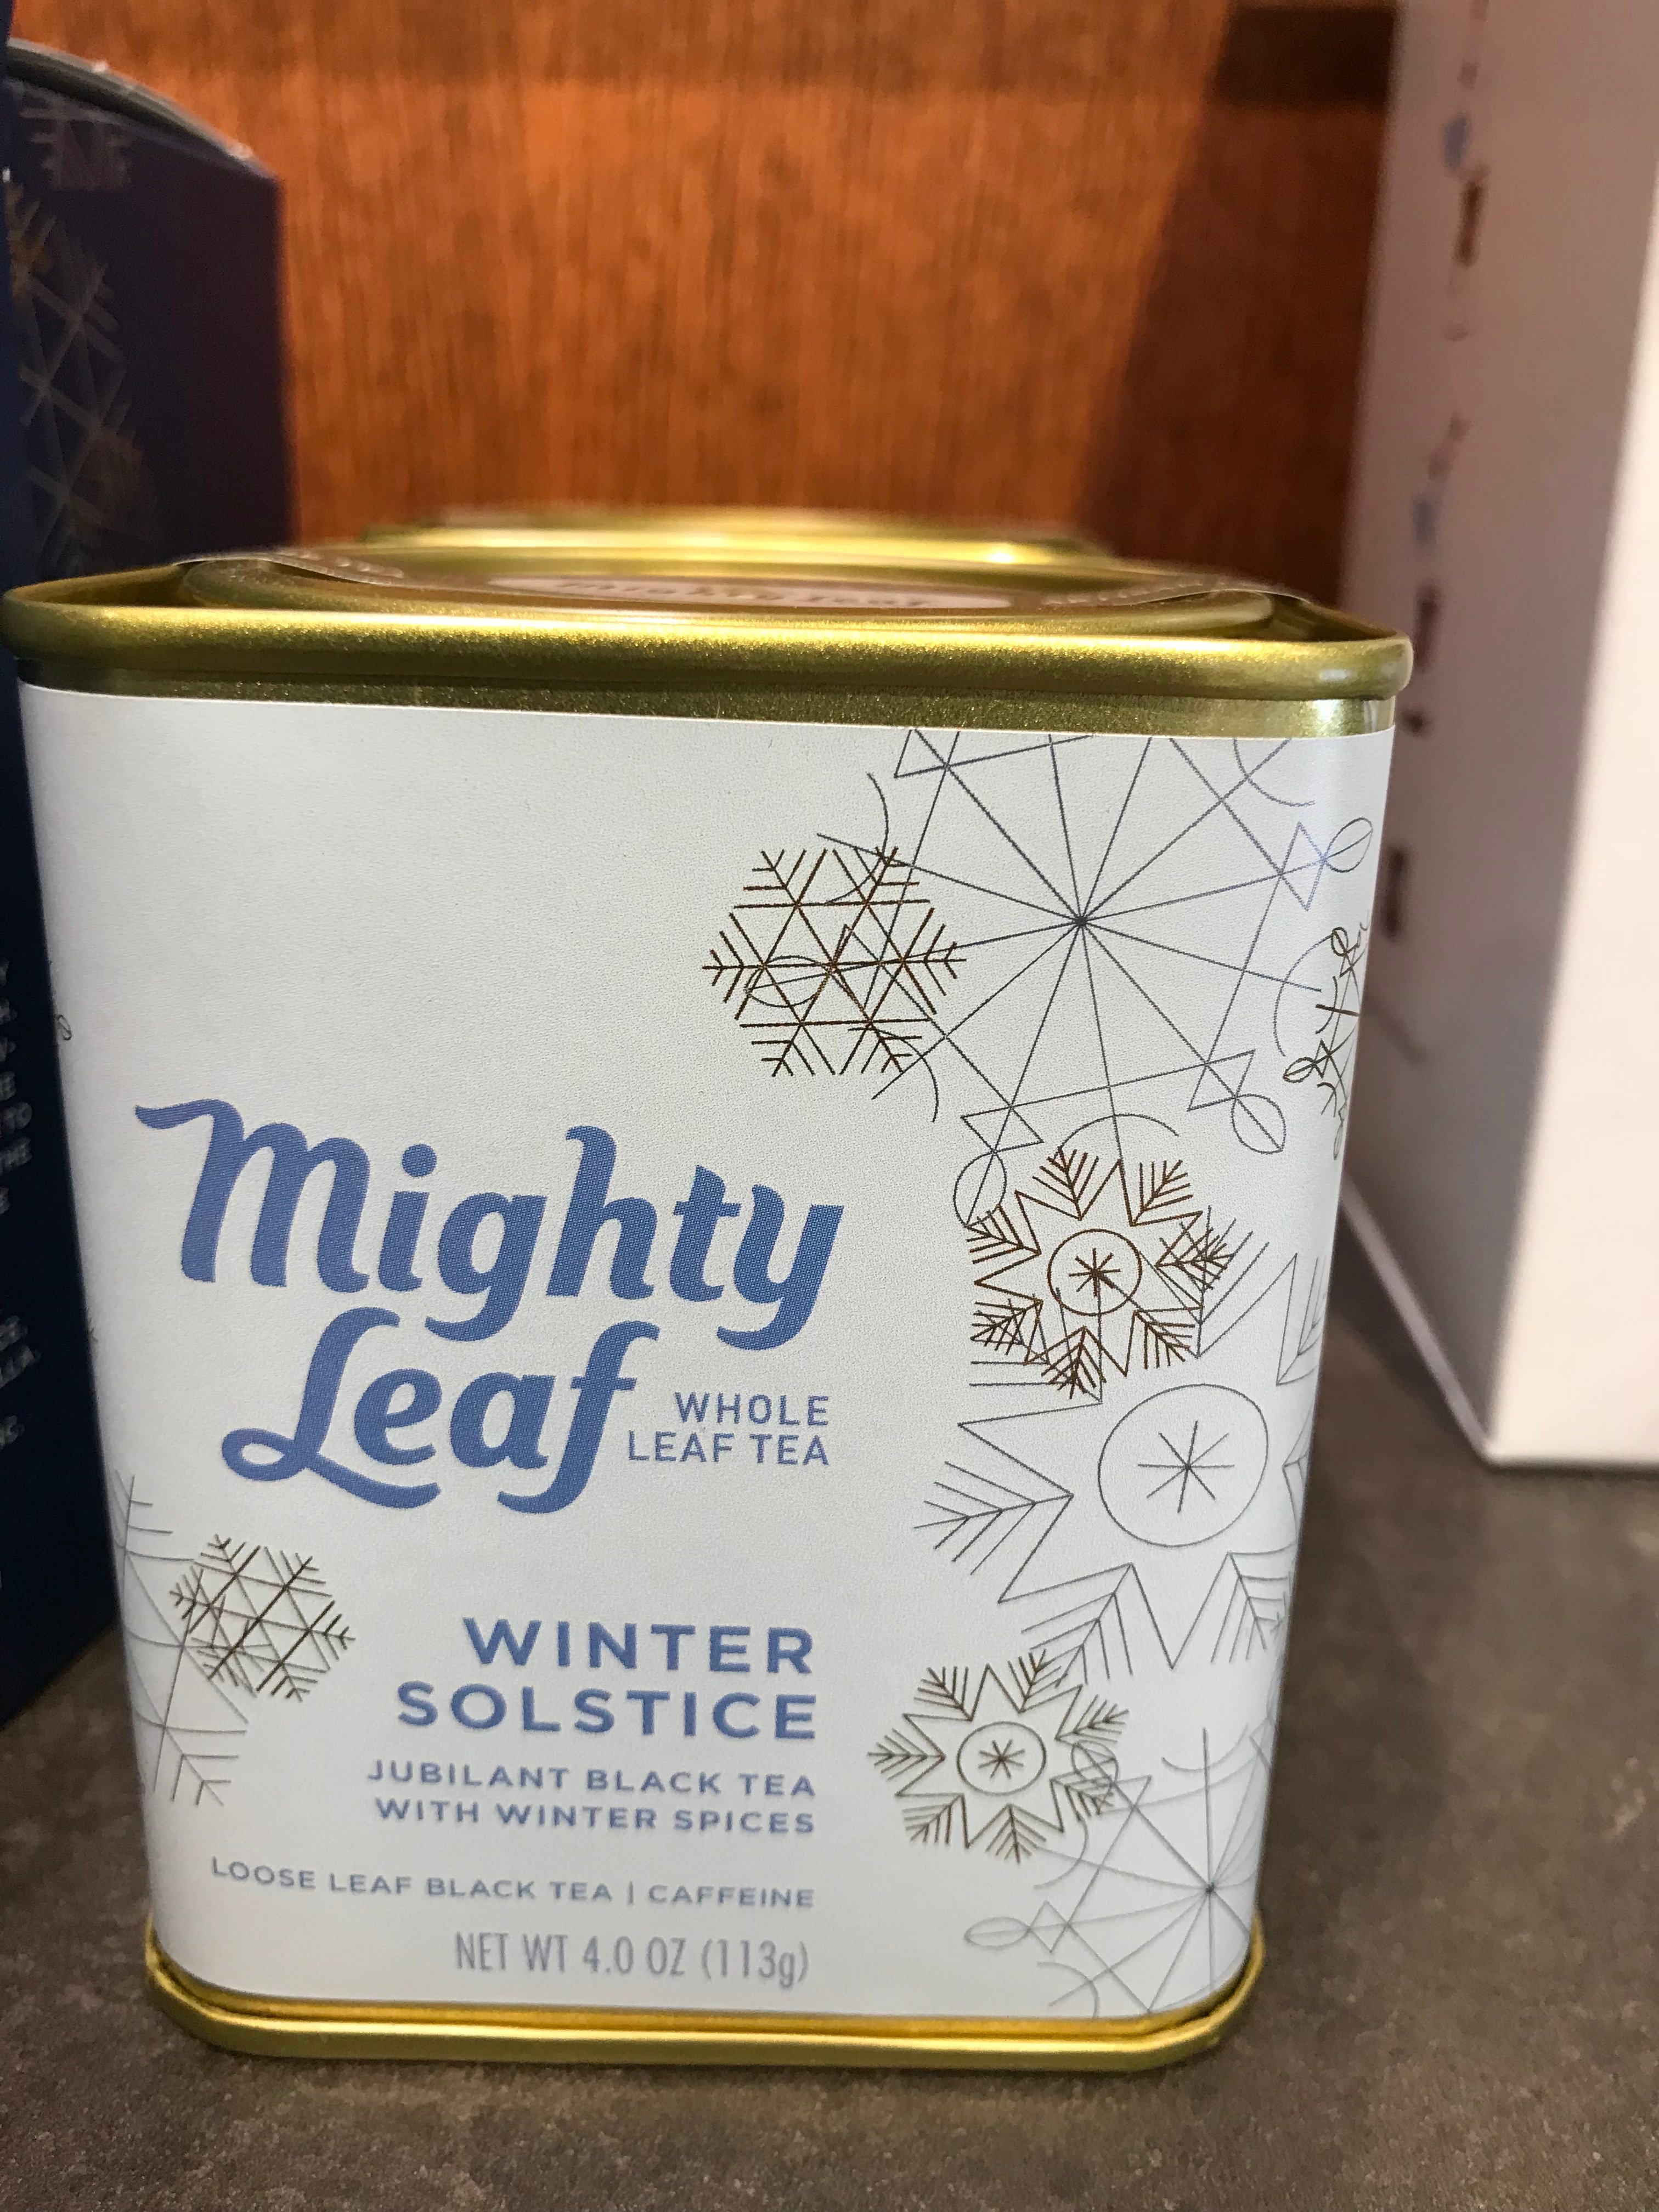 Mighty
Leaf
WHOLE
LEAF TEA
WINTER
SOLSTICE
JUBILANT BLACK TEA
WITH WINTER SPICES
LOOSE LEAF BLACK TEA | CAFFEINE
NET WT 4.0 OZ (113g)